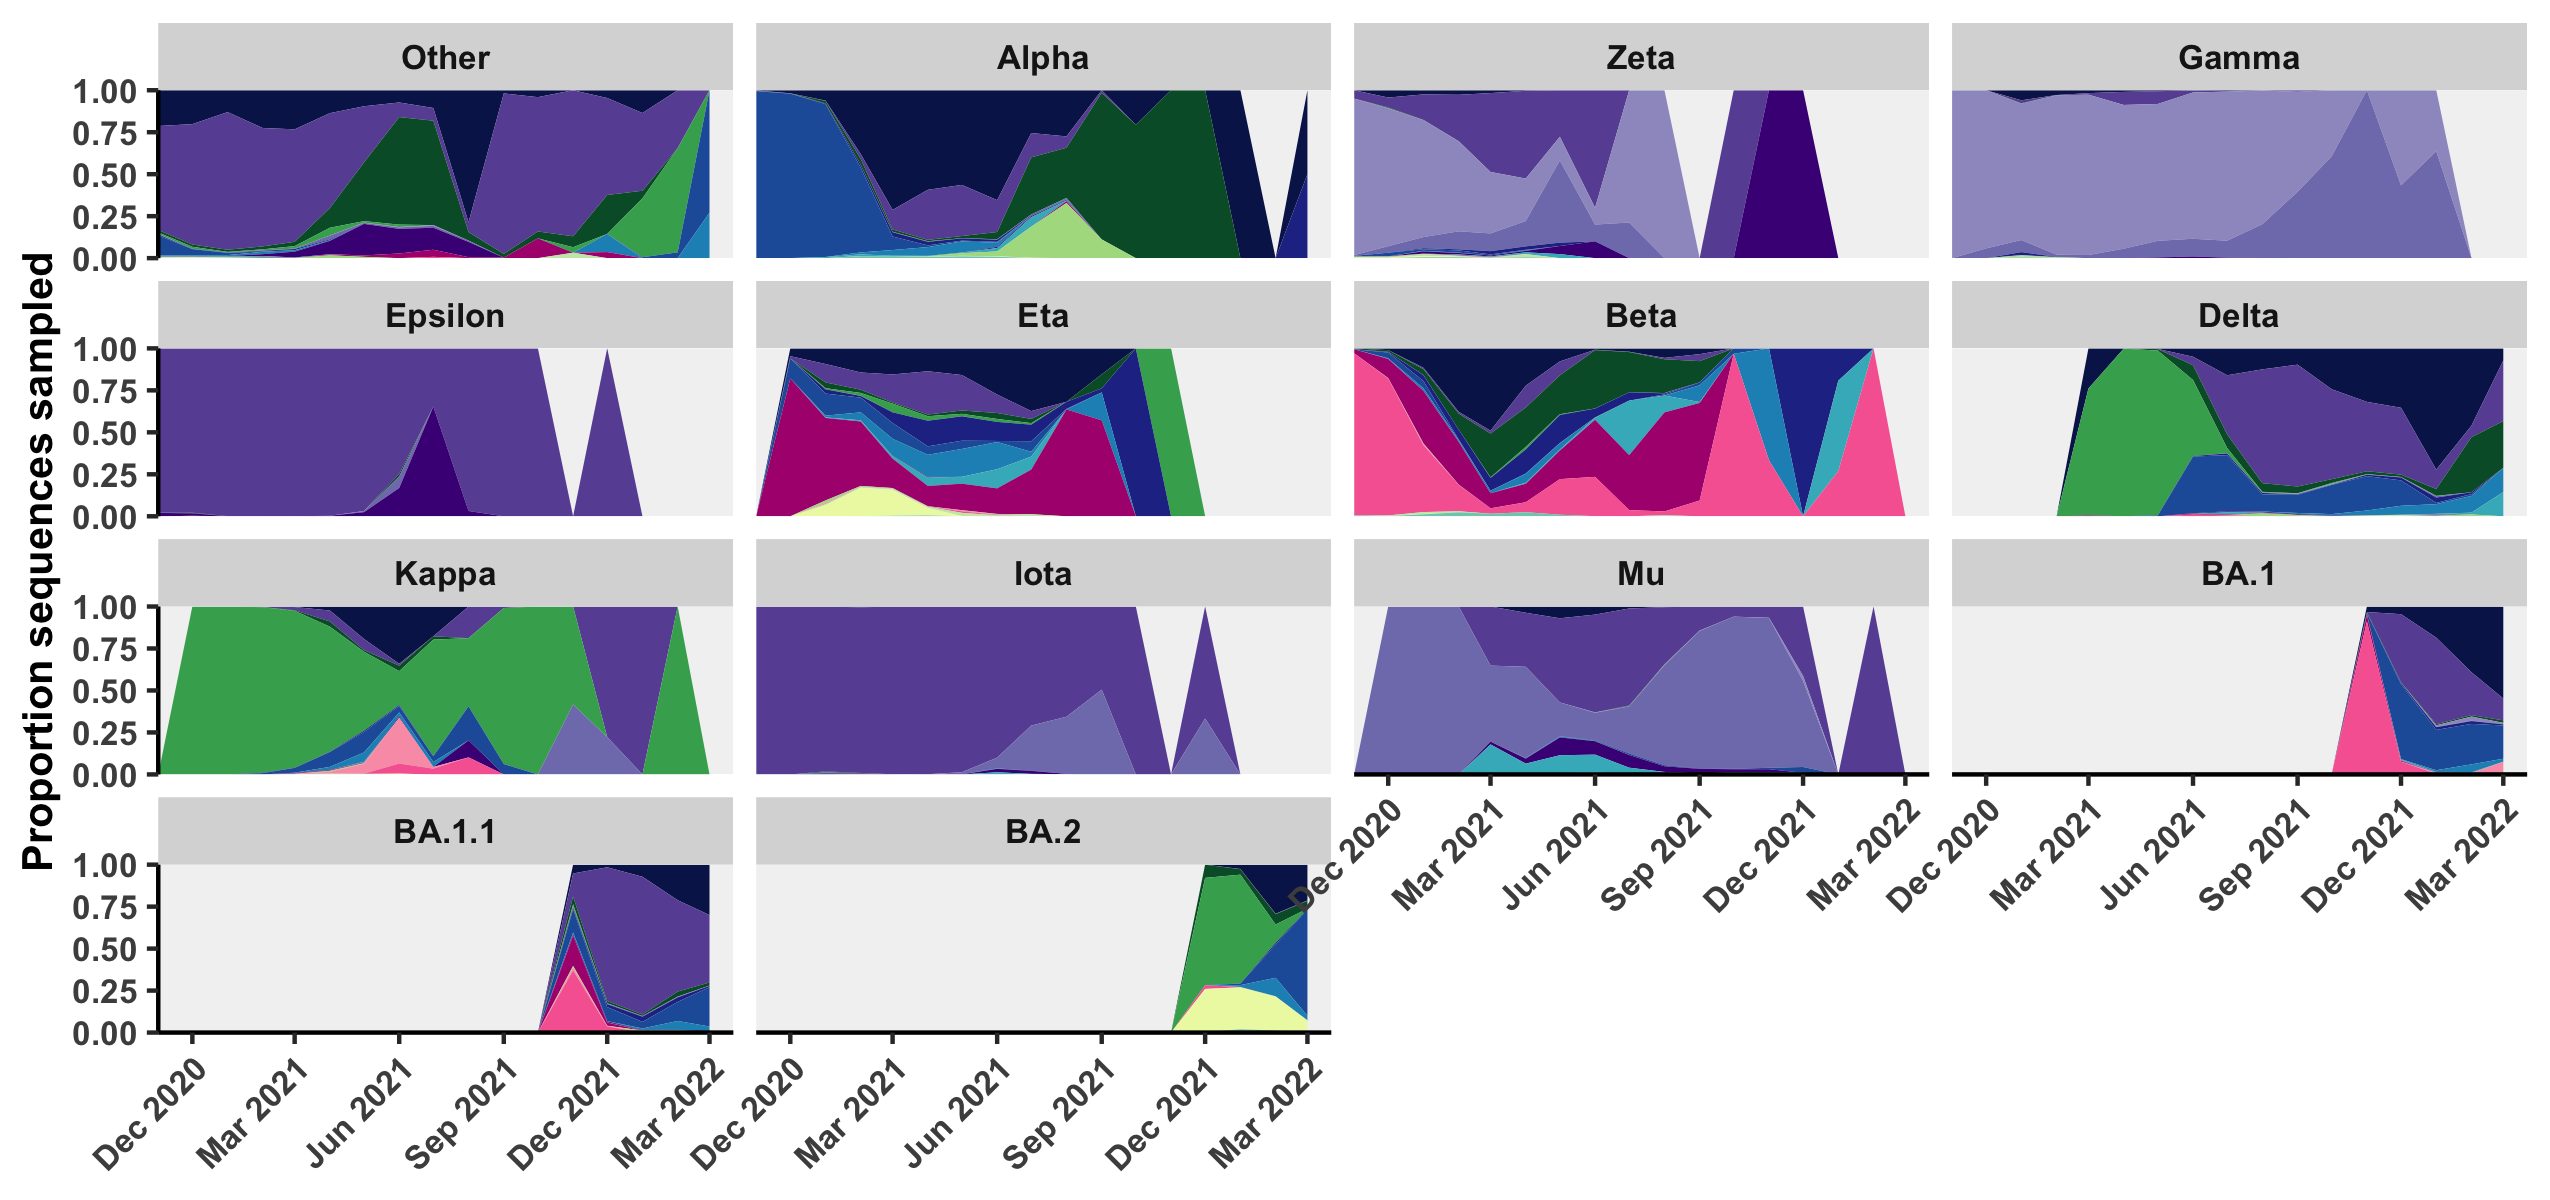 Proportion sequences sampled
Other
Alpha
Zeta
Gamma
1.00
0.75
0.50
0.25
0.00
Epsilon
Eta
Beta
Delta
1.00
0.75
0.50
0.25
0.00
Kappa
Iota
Mu
BA.1
1.00
0.75
0.50
0.25
0.00
Dec 2020 Mar 2021 Jun 2021 Sep 2021 Dec 2021 Mar 2022
Dec 2020 Mar 2021 Jun 2021 Sep 2021 Dec 2021 Mar 2022
BA.1.1
BA.2
1.00
0.75
0.50
0.25
0.00
Dec 2020 Mar 2021 Jun 2021 Sep 2021 Dec 2021 Mar 2022
Dec 2020 Mar 2021 Jun 2021 Sep 2021 Dec 2021 Mar 2022